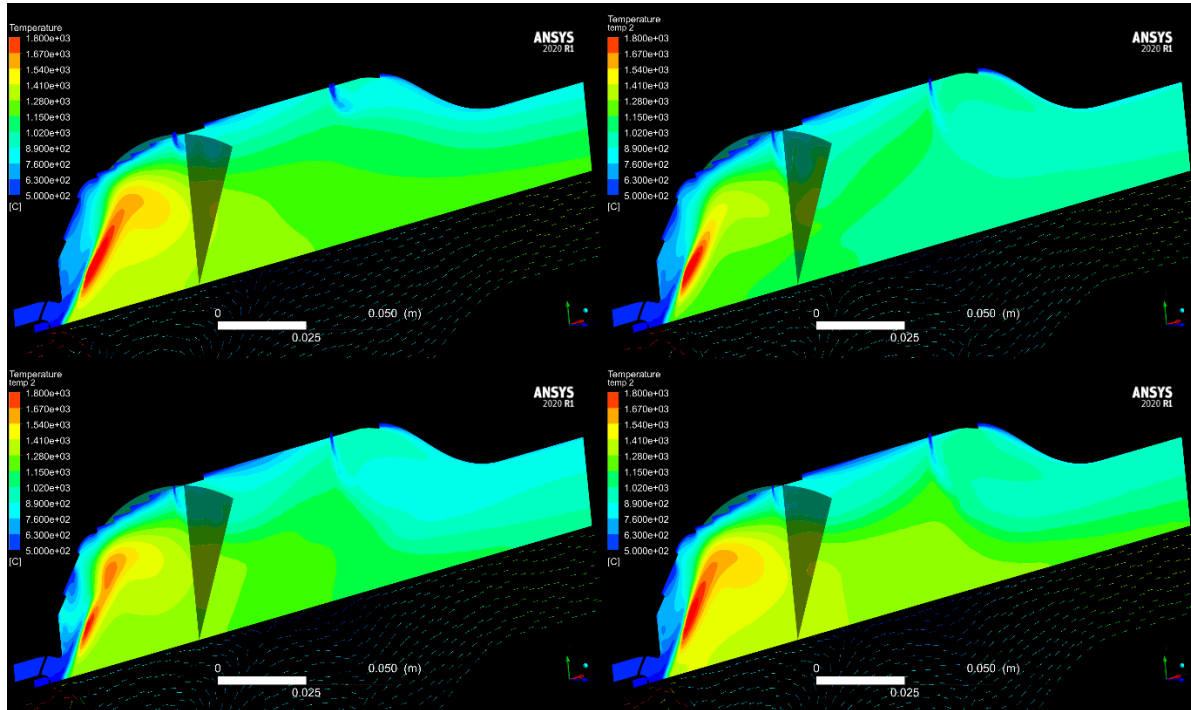 Temperature
1.800e+03
1.670e+03
1.540e+03
1.410e+03
1.280e+03
1.150e+03
1.020e+03
8.900e+02
7.600e+02
6.300e+02
5.000e+02
[C]
ANSYS
2020 R1
0
0.050 (m)
0.025
Temperature
temp 2
1.800e+03
1.670e+03
1.540e+03
1.410e+03
1.280e+03
1.150e+03
1.020e+03
8.900e+02
7.600e+02
6.300e+02
5.000e+02
[C]
ANSYS
2020 R1
0
0.050 (m)
0.025
Temperature
temp 2
1.800e+03
1.670e+03
1.540e+03
1.410e+03
1.280e+03
1.150e+03
1.020e+03
8.900e+02
7.600e+02
6.300e+02
5.000e+02
[C]
ANSYS
2020 R1
0
0.050 (m)
0.025
Temperature
temp 2
1.800e+03
1.670e+03
1.540e+03
1.410e+03
1.280e+03
1.150e+03
1.020e+03
8.900e+02
7.600e+02
6.300e+02
5.000e+02
[C]
ANSYS
2020 R1
0
0.050 (m)
0.025